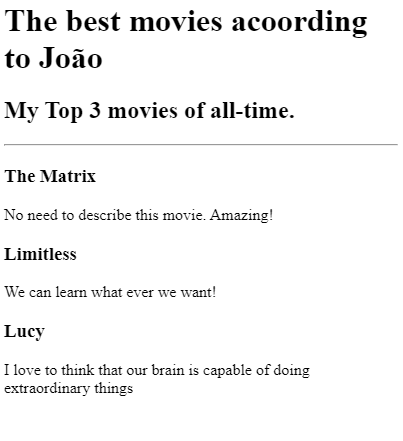 The best movies acoording
to João
My Top 3 movies of all-time.
The Matrix
No need to describe this movie. Amazing!
Limitless
We can learn what ever we want!
Lucy
I love to think that our brain is capable of doing
extraordinary things